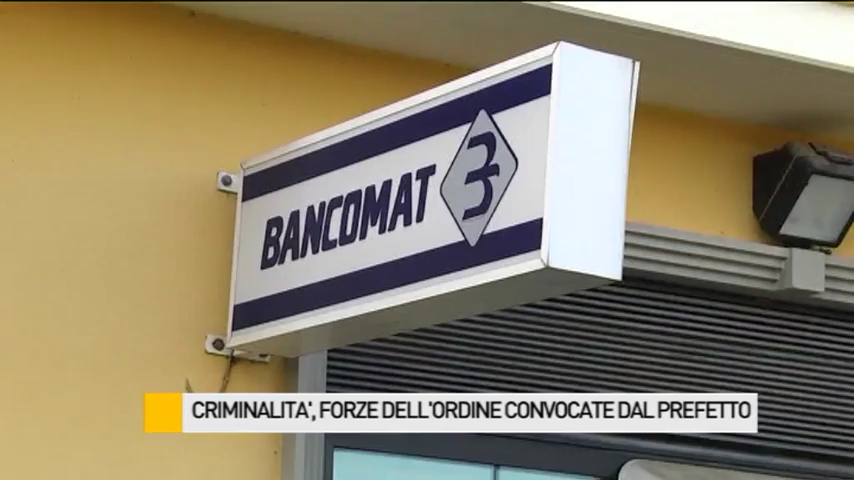 BANCOMAT
CRIMINALITA', FORZE DELL'ORDINE CONVOCATE DAL PREFETTO